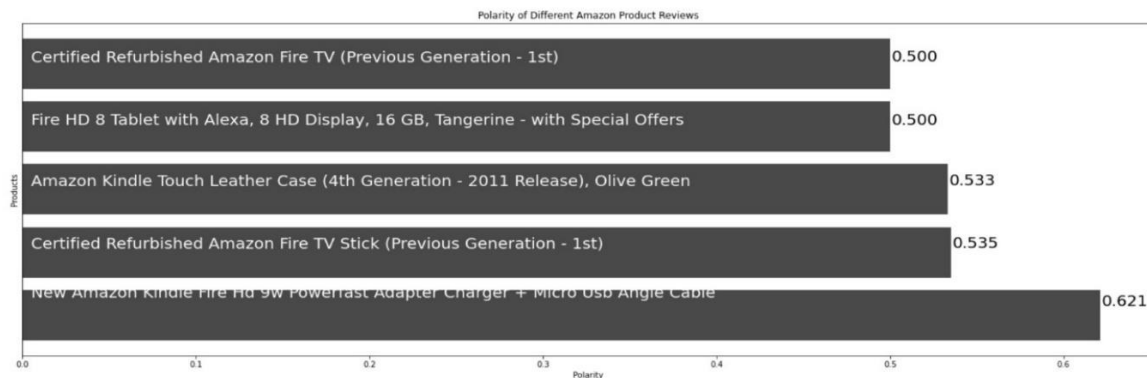 Polarity of Different Amazon Product Reviews
Certified Refurbished Amazon Fire TV (Previous Generation - 1st)
0.500
Fire HD 8 Tablet with Alexa, 8 HD Display, 16 GB, Tangerine - with Special Offers
0.500
Amazon Kindle Touch Leather Case (4th Generation - 2011 Release), Olive Green
0.533
Certified Refurbished Amazon Fire TV Stick (Previous Generation - 1st)
0.535
New Amazon Kindle Fire Hd 9w Powerfast Adapter Charger + Micro Usb Angle Cable
0.621
Products
0.0 0.1 0.2 0.3 0.4 0.5 0.6
Polarity